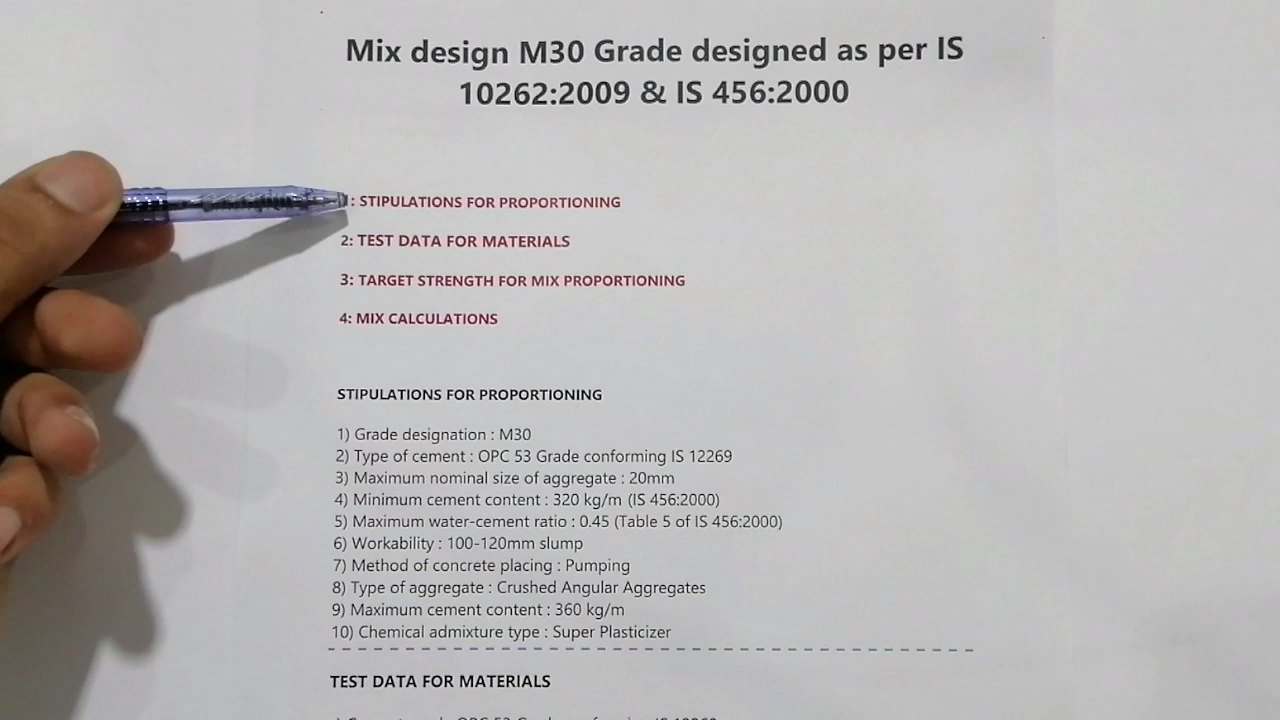 Mix design M30 Grade designed as per IS
10262:2009 & IS 456:2000
: STIPULATIONS FOR PROPORTIONING
2: TEST DATA FOR MATERIALS
3: TARGET STRENGTH FOR MIX PROPORTIONING
4: MIX CALCULATIONS
STIPULATIONS FOR PROPORTIONING
1) Grade designation : M30
2) Type of cement : OPC 53 Grade conforming IS 12269
3) Maximum nominal size of aggregate : 20mm
4) Minimum cement content : 320 kg/m (IS 456:2000)
5) Maximum water-cement ratio : 0.45 (Table 5 of IS 456:2000)
6) Workability : 100-120mm slump
7) Method of concrete placing : Pumping
8) Type of aggregate : Crushed Angular Aggregates
9) Maximum cement content : 360 kg/m
10) Chemical admixture type : Super Plasticizer
TEST DATA FOR MATERIALS